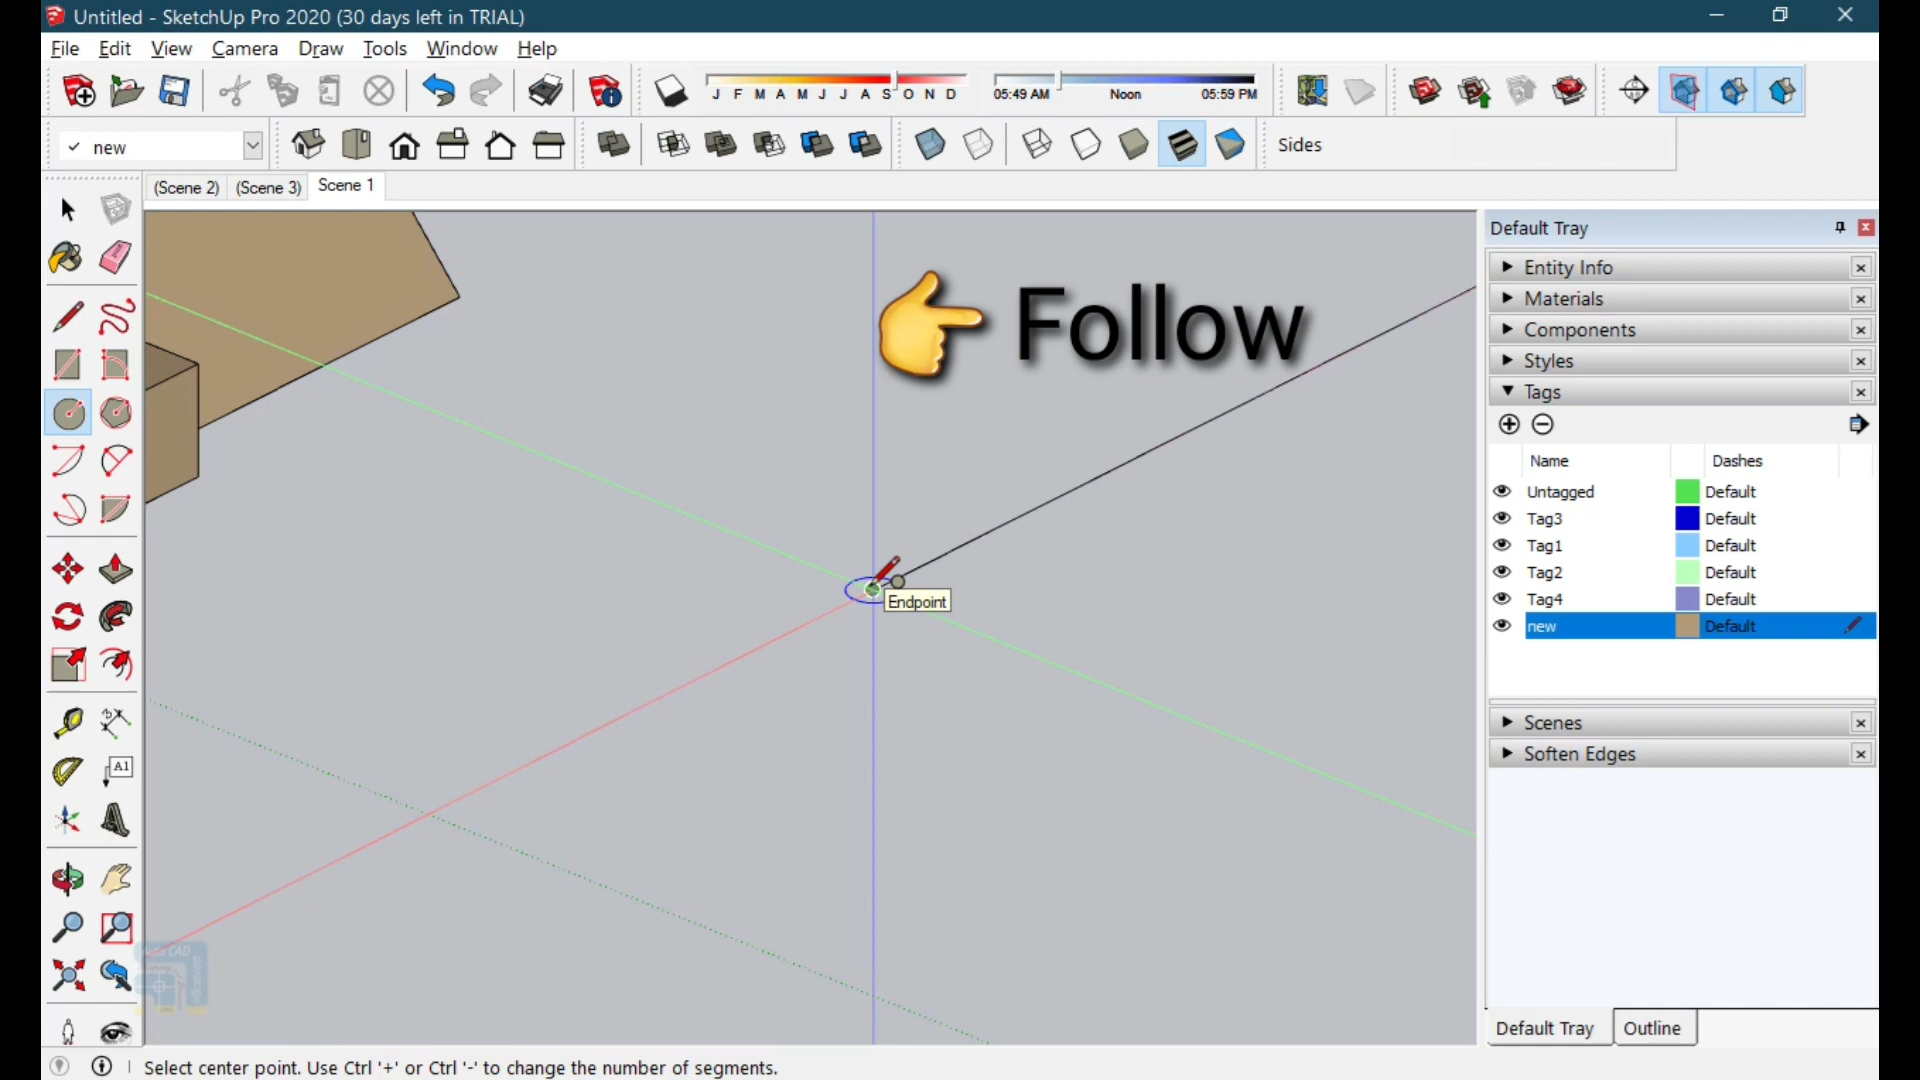 Untitled - SketchUp Pro 2020 (30 days left in TRIAL)
File Edit View Camera Draw Tools Window Help
J F M A M J J A S O N D
05:49 AM Noon 05:59 PM
new
Sides
(Scene 2) (Scene 3) Scene 1
Default Tray
Entity Info
Materials
Components
Styles
Tags
Name Dashes
Untagged Default
Tag3 Default
Tag1 Default
Tag2 Default
Tag4 Default
new Default
Scenes
Soften Edges
Follow
Endpoint
A1
Auto CAD
Default Tray Outline
Select center point. Use Ctrl '+' or Ctrl '-' to change the number of segments.